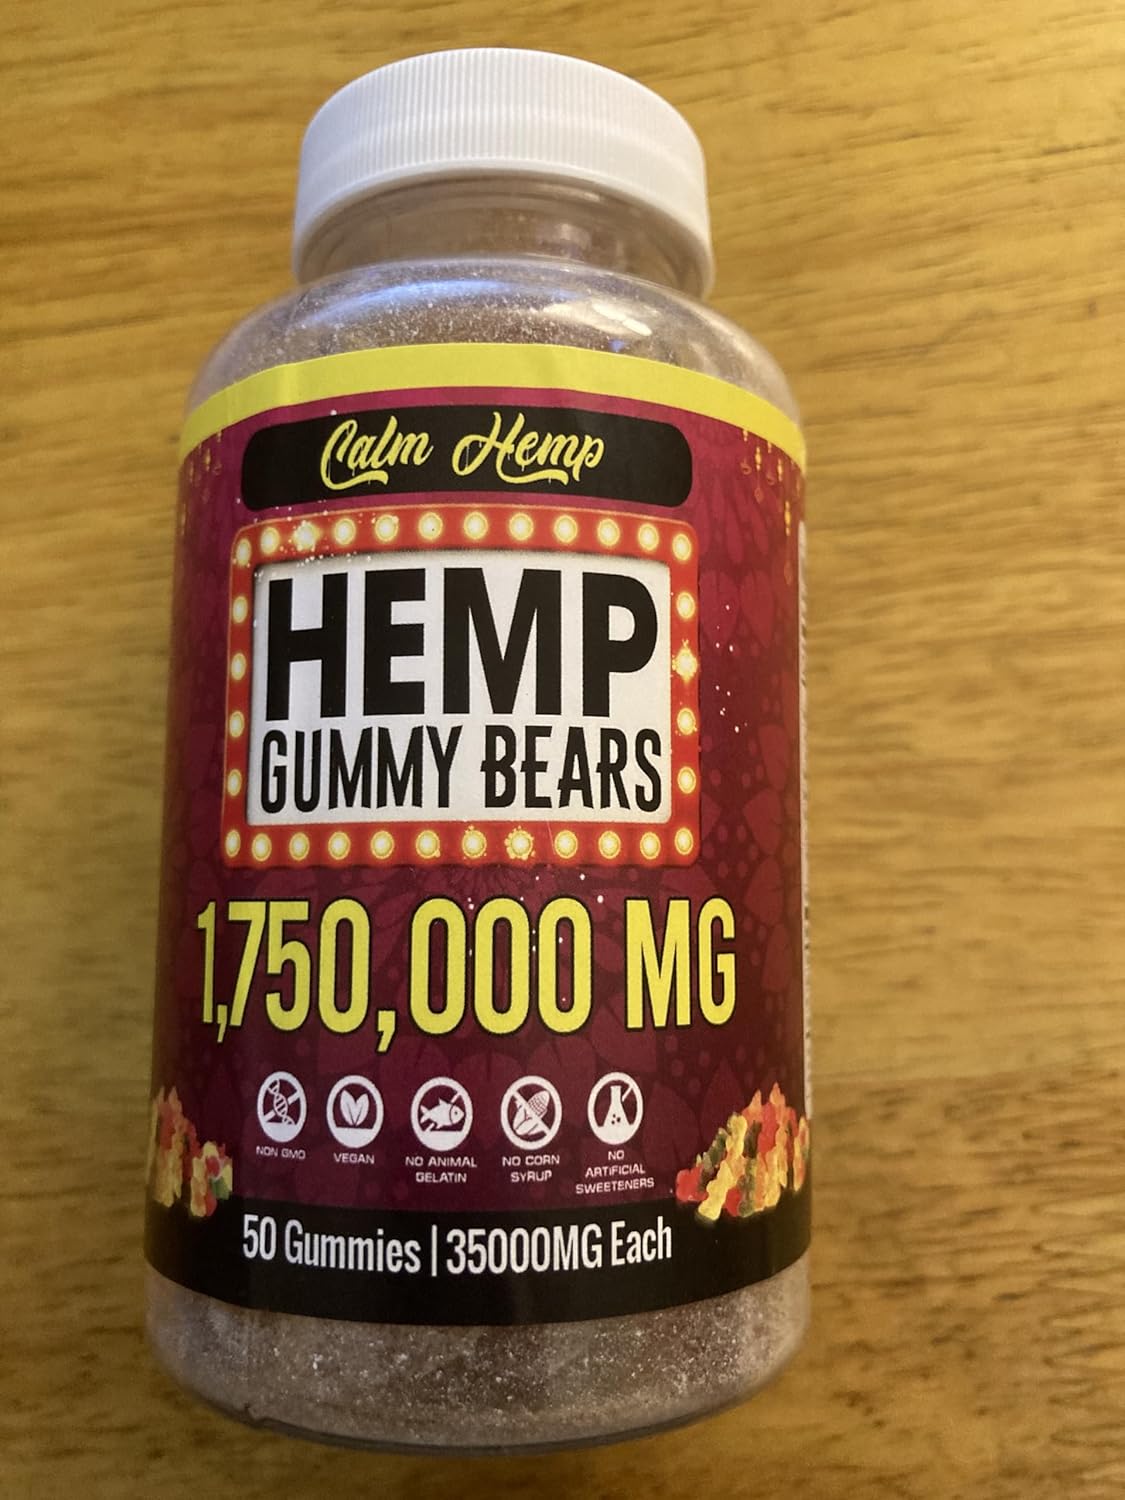 Calm Hemp
HEMP
GUMMY BEARS
1,750,000 MG
NON GMO
VEGAN
NO ANIMAL
GELATIN
NO CORN
SYRUP
NO
ARTIFICIAL
SWEETENERS
50 Gummies | 35000MG Each